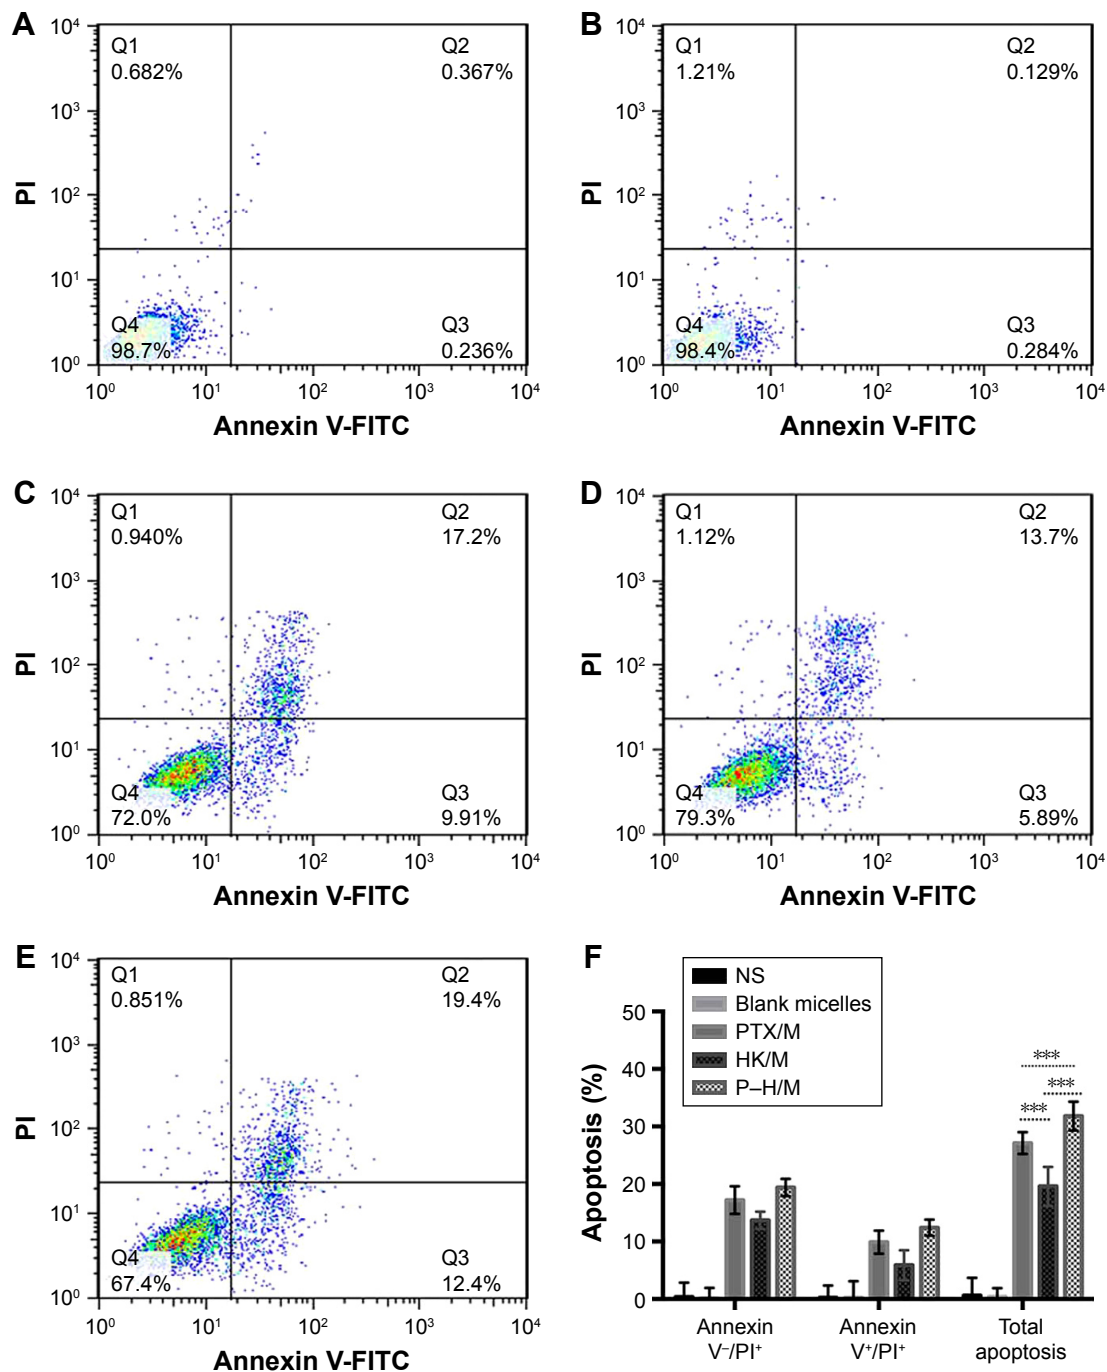 A
10⁴
10³
10²
10¹
10⁰
PI
Q1
0.682%
Q2
0.367%
Q4
98.7%
Q3
0.236%
10⁰ 10¹ 10² 10³ 10⁴
Annexin V-FITC
B
10⁴
10³
10²
10¹
10⁰
PI
Q1
1.21%
Q2
0.129%
Q4
98.4%
Q3
0.284%
10⁰ 10¹ 10² 10³ 10⁴
Annexin V-FITC
C
10⁴
10³
10²
10¹
10⁰
PI
Q1
0.940%
Q2
17.2%
Q4
72.0%
Q3
9.91%
10⁰ 10¹ 10² 10³ 10⁴
Annexin V-FITC
D
10⁴
10³
10²
10¹
10⁰
PI
Q1
1.12%
Q2
13.7%
Q4
79.3%
Q3
5.89%
10⁰ 10¹ 10² 10³ 10⁴
Annexin V-FITC
E
10⁴
10³
10²
10¹
10⁰
PI
Q1
0.851%
Q2
19.4%
Q4
67.4%
Q3
12.4%
10⁰ 10¹ 10² 10³ 10⁴
Annexin V-FITC
F
NS
Blank micelles
PTX/M
HK/M
P–H/M
50
40
30
20
10
0
Apoptosis (%)
***
***
***
Annexin
V⁻/PI⁺
Annexin
V⁺/PI⁺
Total
apoptosis